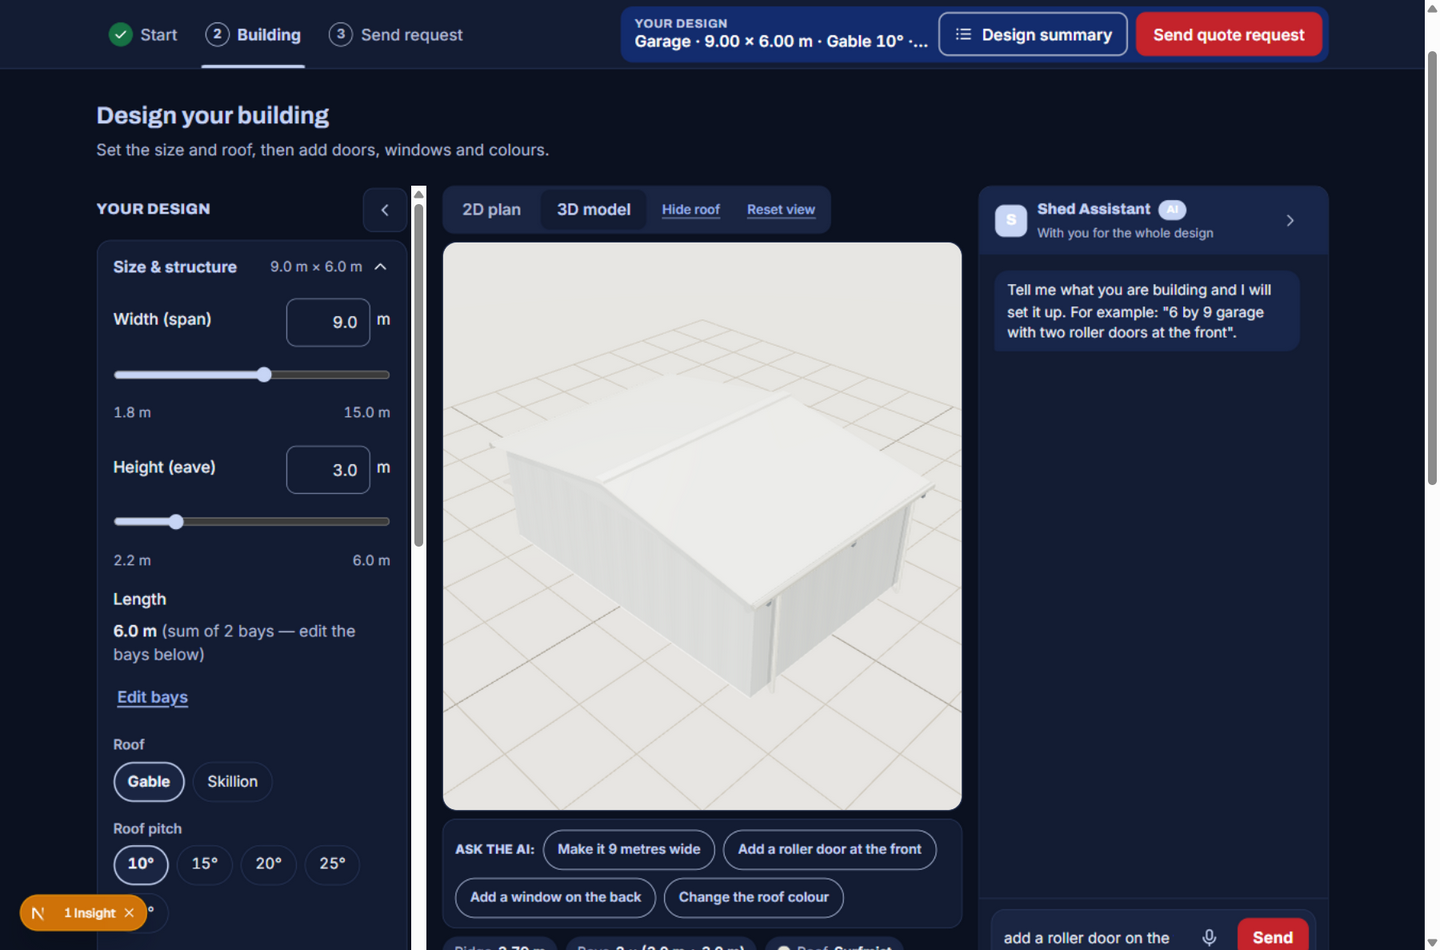 Start
2 Building
3 Send request
YOUR DESIGN
Garage · 9.00 × 6.00 m · Gable 10° ·...
Design summary
Send quote request
Design your building
Set the size and roof, then add doors, windows and colours.
YOUR DESIGN
Size & structure 9.0 m × 6.0 m
Width (span) 9.0 m
1.8 m 15.0 m
Height (eave) 3.0 m
2.2 m 6.0 m
Length
6.0 m (sum of 2 bays — edit the
bays below)
Edit bays
Roof
Gable Skillion
Roof pitch
10° 15° 20° 25°
N 1 Insight ×
2D plan 3D model Hide roof Reset view
ASK THE AI: Make it 9 metres wide Add a roller door at the front
Add a window on the back Change the roof colour
S Shed Assistant AI
With you for the whole design
Tell me what you are building and I will
set it up. For example: "6 by 9 garage
with two roller doors at the front".
add a roller door on the
Send